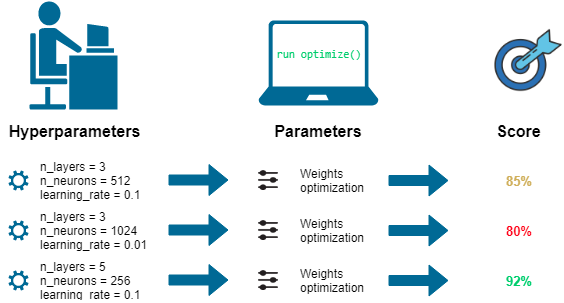 run optimize()
Hyperparameters
Parameters
Score
n_layers = 3
n_neurons = 512
learning_rate = 0.1
Weights
optimization
85%
n_layers = 3
n_neurons = 1024
learning_rate = 0.01
Weights
optimization
80%
n_layers = 5
n_neurons = 256
learning_rate = 0.1
Weights
optimization
92%